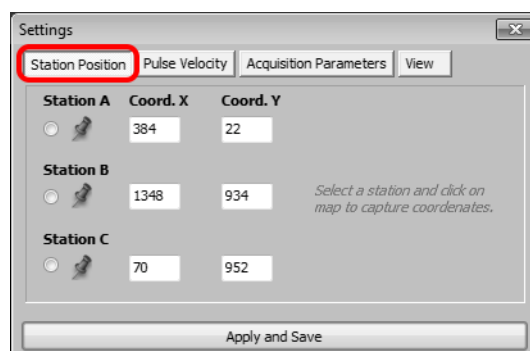 Settings
Station Position Pulse Velocity Acquisition Parameters View
Station A Coord. X Coord. Y
384 22
Station B
1348 934
Select a station and click on
map to capture coordenates.
Station C
70 952
Apply and Save